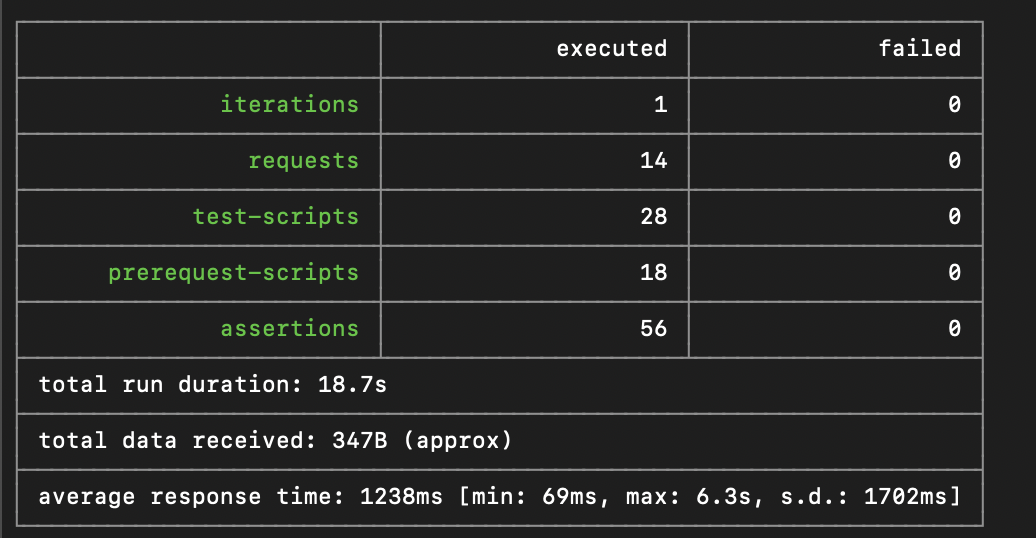 executed failed
iterations 1 0
requests 14 0
test-scripts 28 0
prerequest-scripts 18 0
assertions 56 0
total run duration: 18.7s
total data received: 347B (approx)
average response time: 1238ms [min: 69ms, max: 6.3s, s.d.: 1702ms]